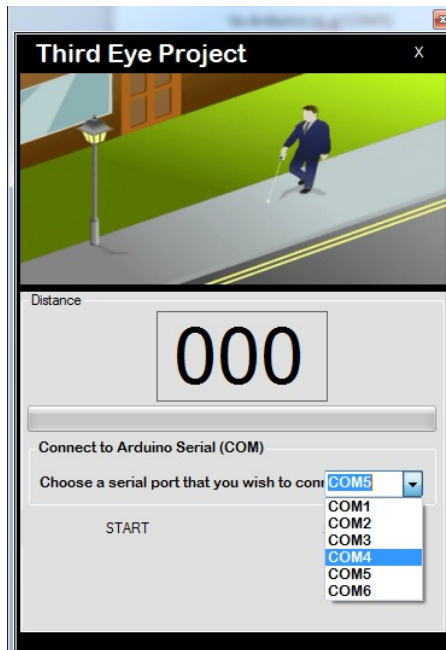 Third Eye Project X
Distance
000
Connect to Arduino Serial (COM)
Choose a serial port that you wish to conn COM5
COM1
COM2
COM3
COM4
COM5
COM6
START